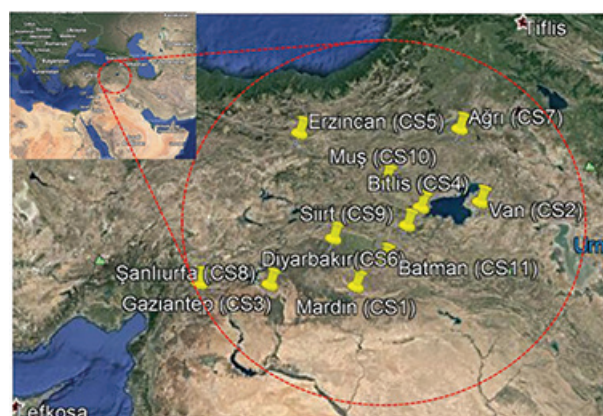 Tiflis
Erzincan (CS5)
Ağrı (CS7)
Muş (CS10)
Bitlis (CS4)
Van (CS2)
Siirt (CS9)
Diyarbakır(CS6)
Batman (CS11)
Şanlıurfa (CS8)
Gaziantep (CS3)
Mardin (CS1)
Lefkoşa